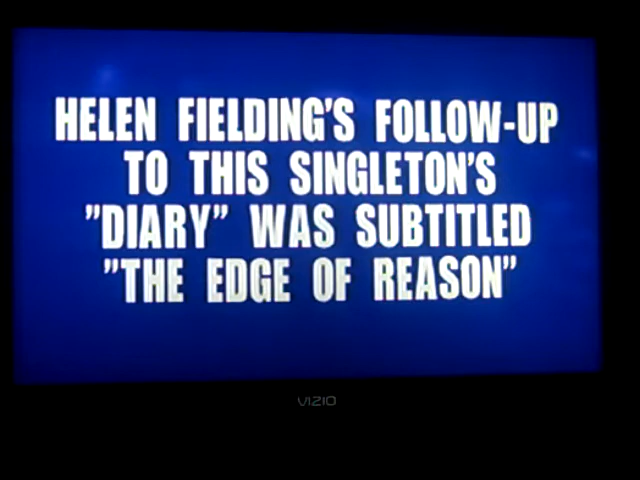 HELEN FIELDING'S FOLLOW-UP
TO THIS SINGLETON'S
"DIARY" WAS SUBTITLED
"THE EDGE OF REASON"
VIZIO